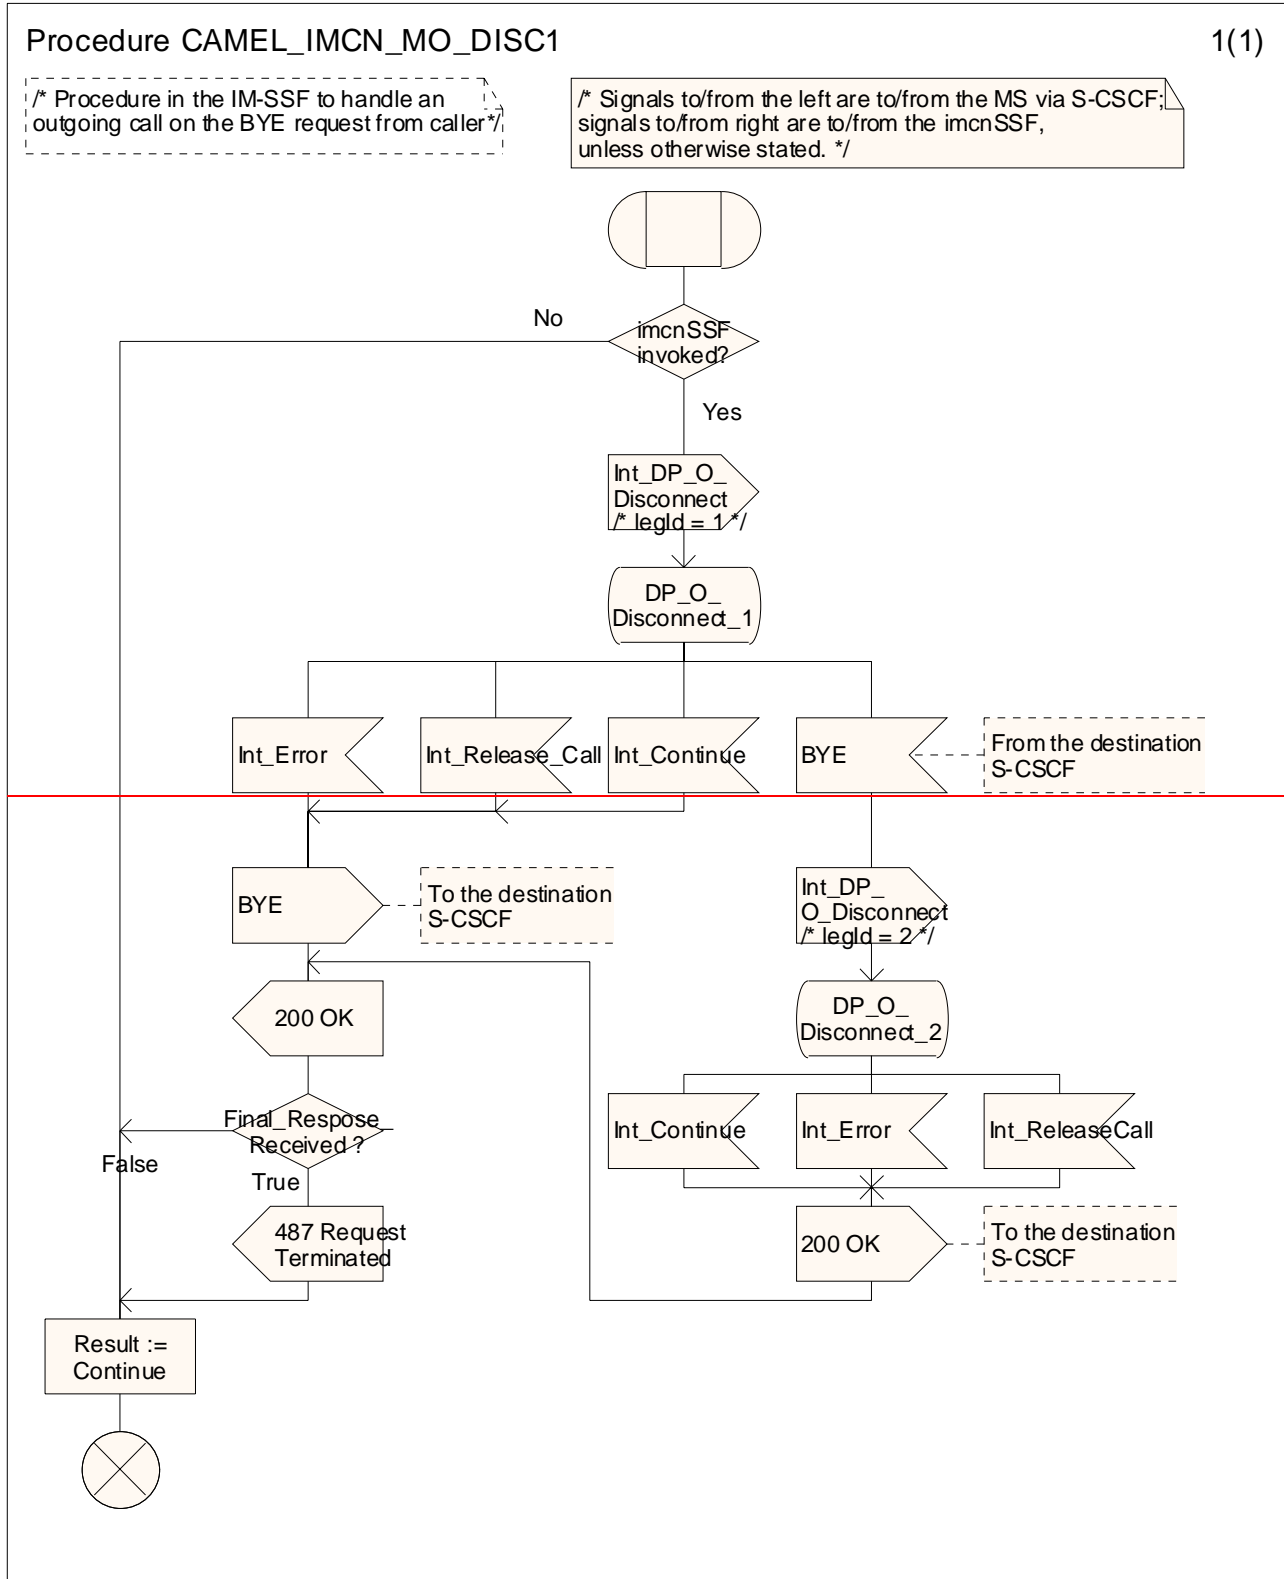 Procedure CAMEL_IMCN_MO_DISC1
1(1)
/* Procedure in the IM-SSF to handle an
outgoing call on the BYE request from caller*/
/* Signals to/from the left are to/from the MS via S-CSCF;
signals to/from right are to/from the imcnSSF,
unless otherwise stated. */
imcnSSF
invoked?
No
Yes
Int_DP_O_
Disconnect
/* legId = 1 */
DP_O_
Disconnect_1
Int_Error
Int_Release_Call
Int_Continue
BYE
From the destination
S-CSCF
BYE
To the destination
S-CSCF
Int_DP_
O_Disconnect
/* legId = 2 */
200 OK
DP_O_
Disconnect_2
Final_Respose_
Received ?
False
True
Int_Continue
Int_Error
Int_ReleaseCall
487 Request
Terminated
200 OK
To the destination
S-CSCF
Result :=
Continue